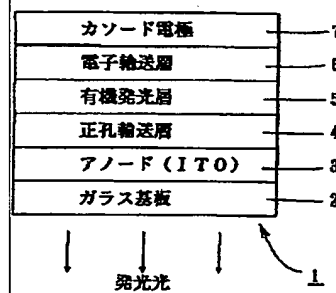 カソード電極 7
電子輸送層 6
有機発光層 5
正孔輸送層 4
アノード(ITO) 3
ガラス基板 2
発光光
1